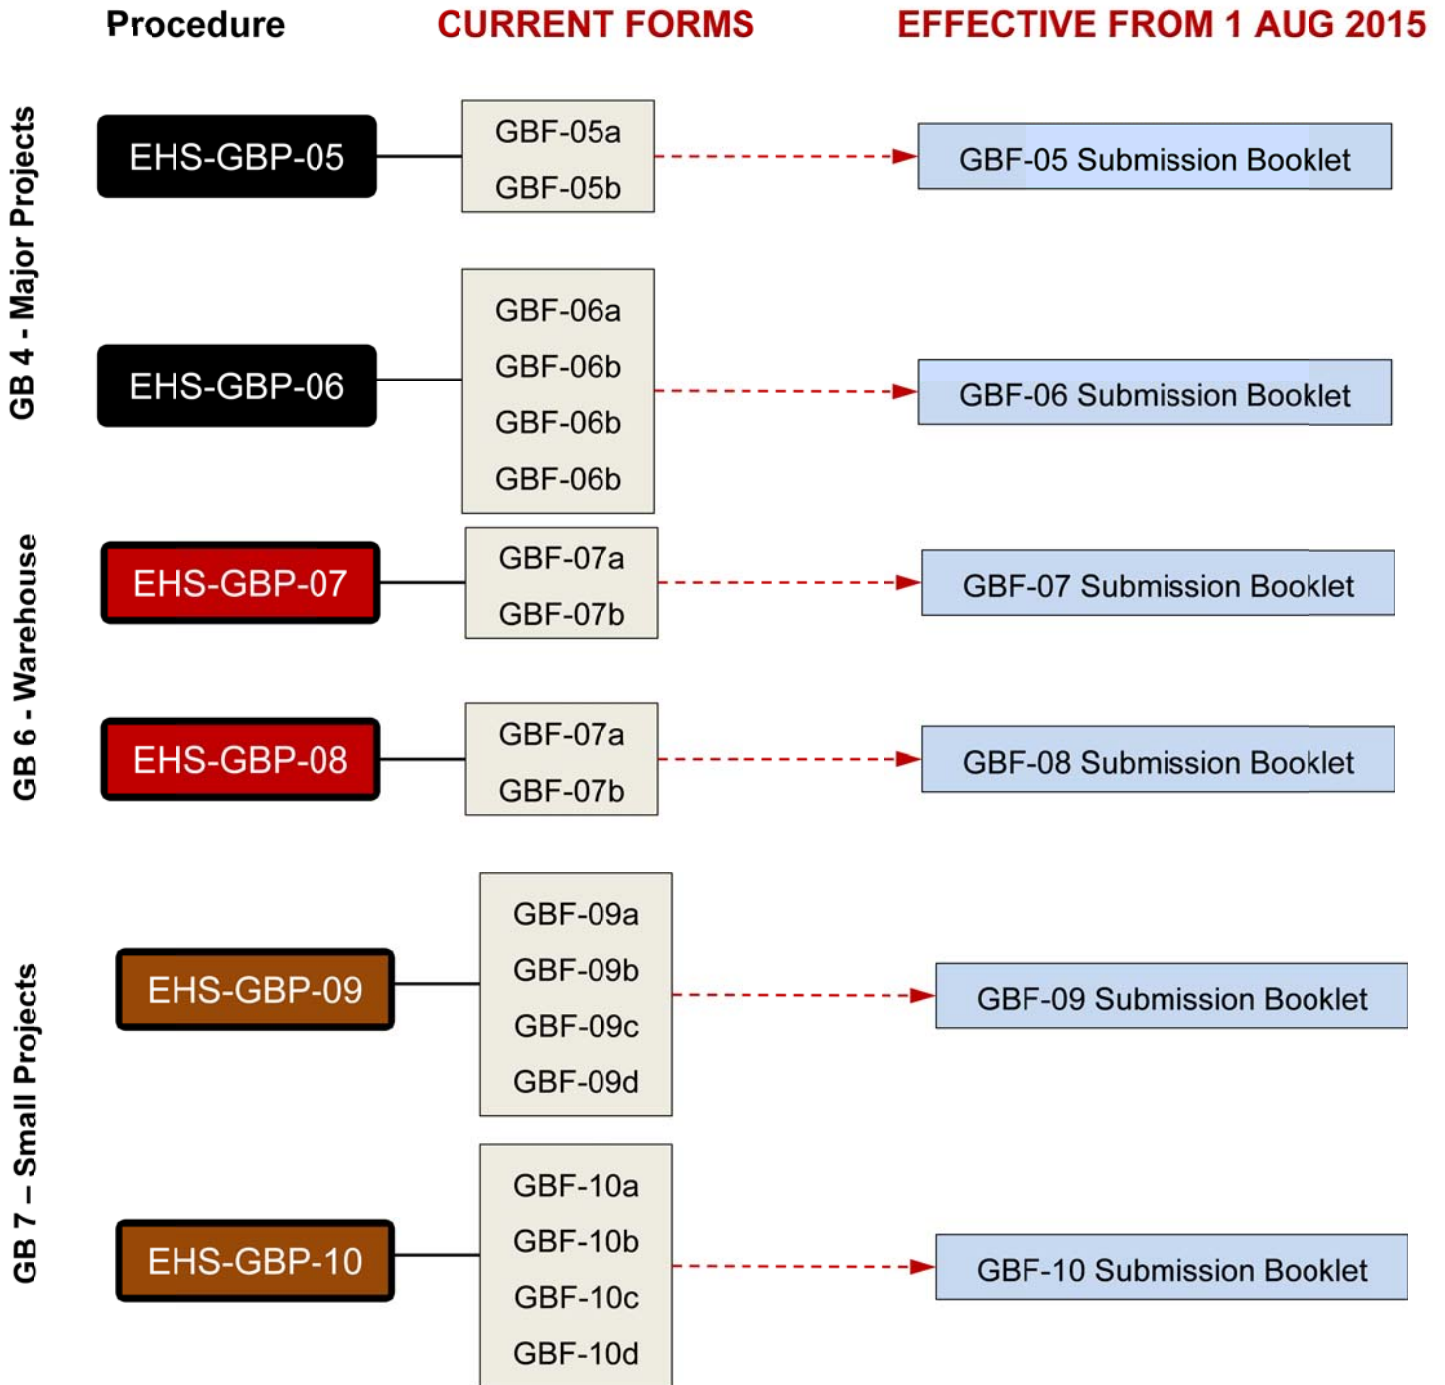 Procedure
CURRENT FORMS
EFFECTIVE FROM 1 AUG 2015
GB 4 - Major Projects
EHS-GBP-05
GBF-05a
GBF-05b
GBF-05 Submission Booklet
EHS-GBP-06
GBF-06a
GBF-06b
GBF-06b
GBF-06b
GBF-06 Submission Booklet
GB 6 - Warehouse
EHS-GBP-07
GBF-07a
GBF-07b
GBF-07 Submission Booklet
EHS-GBP-08
GBF-07a
GBF-07b
GBF-08 Submission Booklet
GB 7 – Small Projects
EHS-GBP-09
GBF-09a
GBF-09b
GBF-09c
GBF-09d
GBF-09 Submission Booklet
EHS-GBP-10
GBF-10a
GBF-10b
GBF-10c
GBF-10d
GBF-10 Submission Booklet